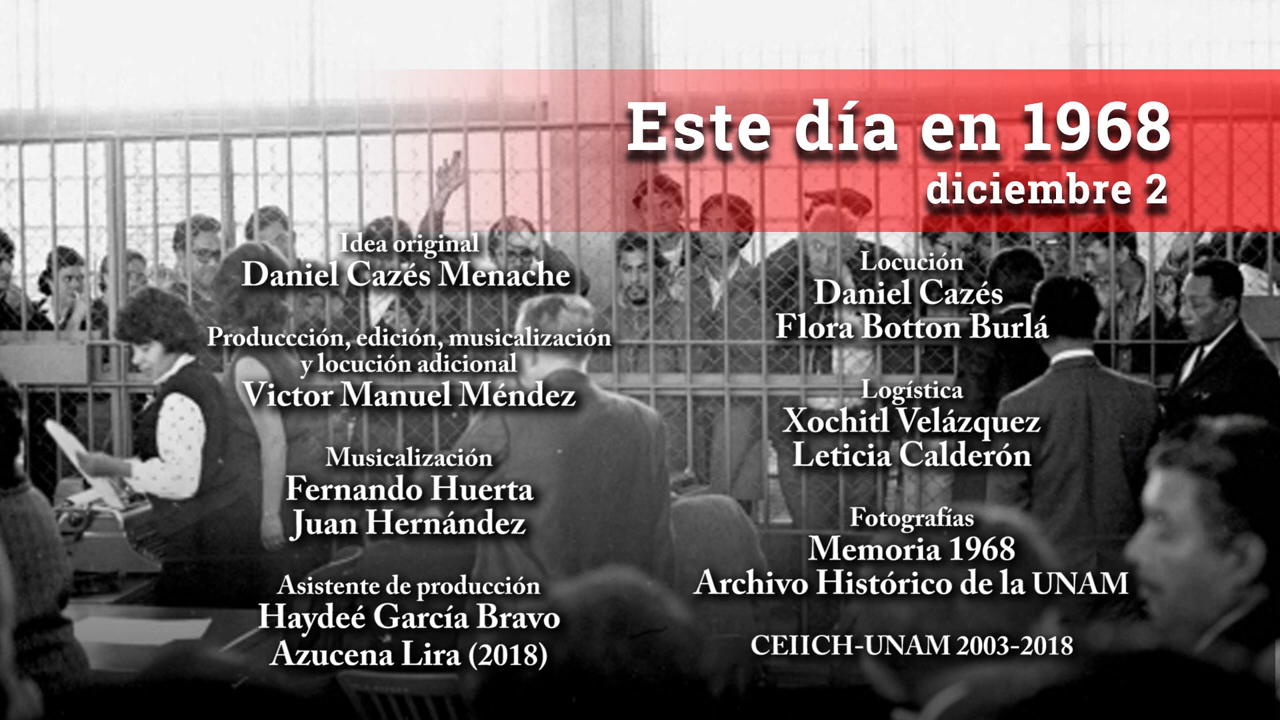 Este día en 1968
diciembre 2
Idea original
Daniel Cazés Menache
Produccción, edición, musicalización
y locución adicional
Victor Manuel Méndez
Musicalización
Fernando Huerta
Juan Hernández
Asistente de producción
Haydeé García Bravo
Azucena Lira (2018)
Locución
Daniel Cazés
Flora Botton Burlá
Logística
Xochitl Velázquez
Leticia Calderón
Fotografías
Memoria 1968
Archivo Histórico de la UNAM
CEIICH-UNAM 2003-2018